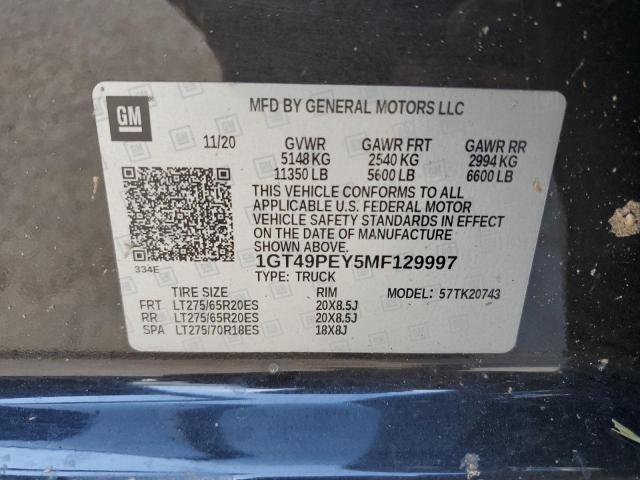 GM
MFD BY GENERAL MOTORS LLC
11/20 GVWR GAWR FRT GAWR RR
5148 KG 2540 KG 2994 KG
11350 LB 5600 LB 6600 LB
THIS VEHICLE CONFORMS TO ALL
APPLICABLE U.S. FEDERAL MOTOR
VEHICLE SAFETY STANDARDS IN EFFECT
ON THE DATE OF MANUFACTURE
SHOWN ABOVE.
334E 1GT49PEY5MF129997
TYPE: TRUCK
TIRE SIZE RIM MODEL: 57TK20743
FRT LT275/65R20ES 20X8.5J
RR LT275/65R20ES 20X8.5J
SPA LT275/70R18ES 18X8J